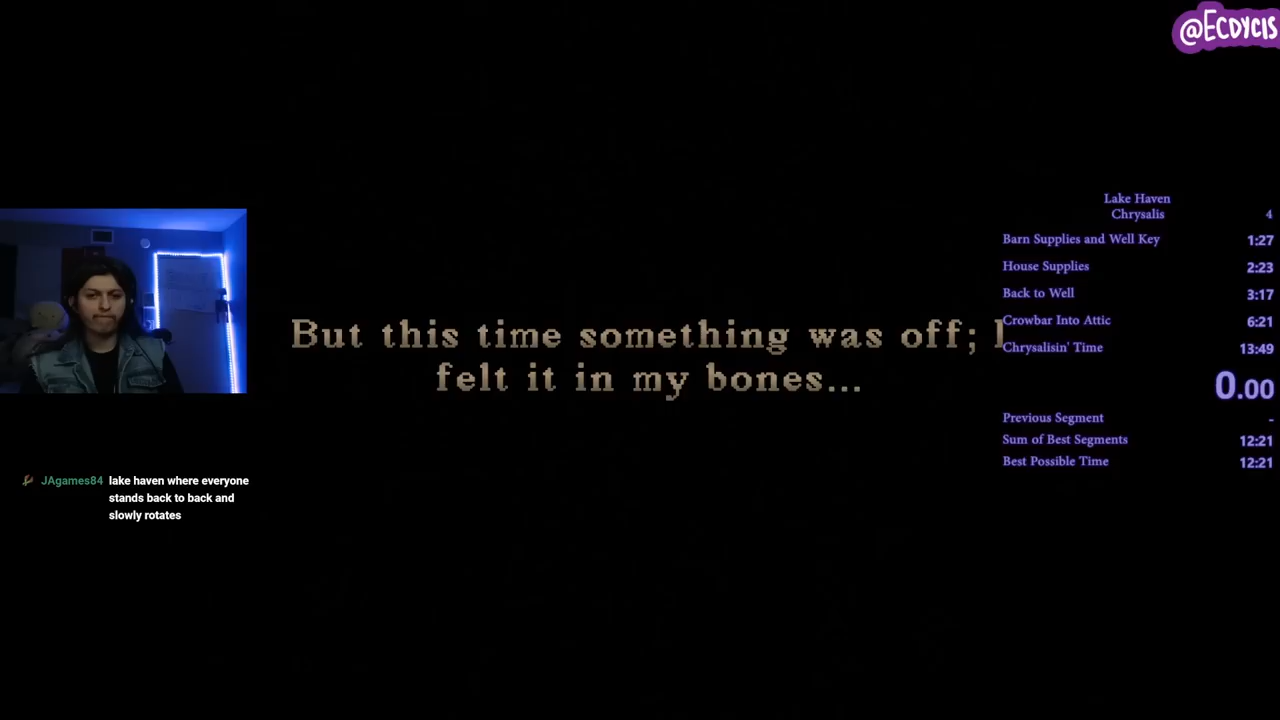 @ECDYCIS
Lake Haven
Chrysalis 4
Barn Supplies and Well Key 1:27
House Supplies 2:23
Back to Well 3:17
Crowbar Into Attic 6:21
Chrysalisin' Time 13:49
0.00
Previous Segment -
Sum of Best Segments 12:21
Best Possible Time 12:21
But this time something was off; I
felt it in my bones...
JAgames84 lake haven where everyone
stands back to back and
slowly rotates